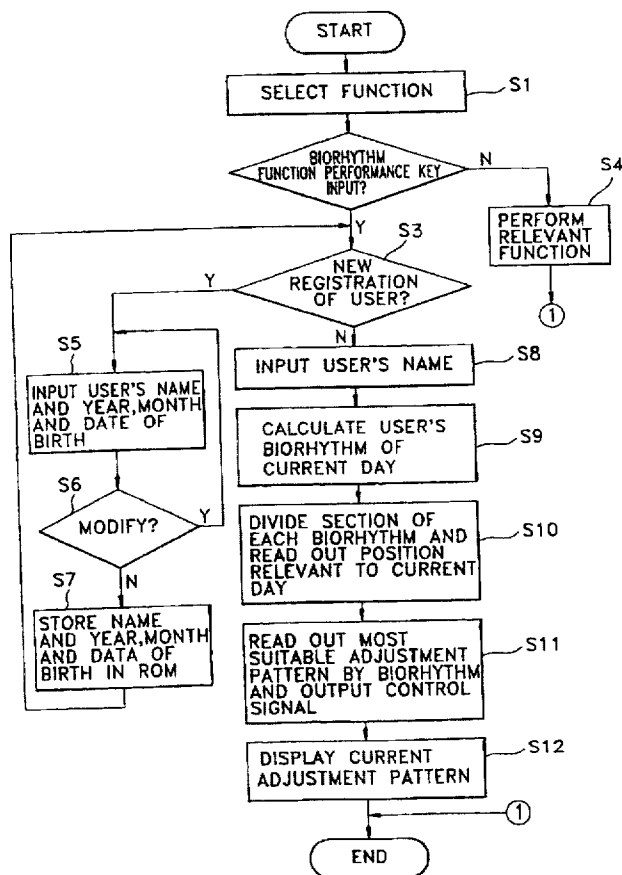 START
SELECT FUNCTION
S1
BIORHYTHM
FUNCTION PERFORMANCE KEY
INPUT?
N
S4
PERFORM
RELEVANT
FUNCTION
1
Y
S3
NEW
REGISTRATION
OF USER?
Y
N
S5
INPUT USER'S NAME
AND YEAR,MONTH
AND DATE OF
BIRTH
S6
MODIFY?
Y
N
S7
STORE NAME
AND YEAR,MONTH
AND DATA OF
BIRTH IN ROM
INPUT USER'S NAME
S8
CALCULATE USER'S
BIORHYTHM OF
CURRENT DAY
S9
DIVIDE SECTION OF
EACH BIORHYTHM AND
READ OUT POSITION
RELEVANT TO CURRENT
DAY
S10
READ OUT MOST
SUITABLE ADJUSTMENT
PATTERN BY BIORHYTHM
AND OUTPUT CONTROL
SIGNAL
S11
DISPLAY CURRENT
ADJUSTMENT PATTERN
S12
1
END